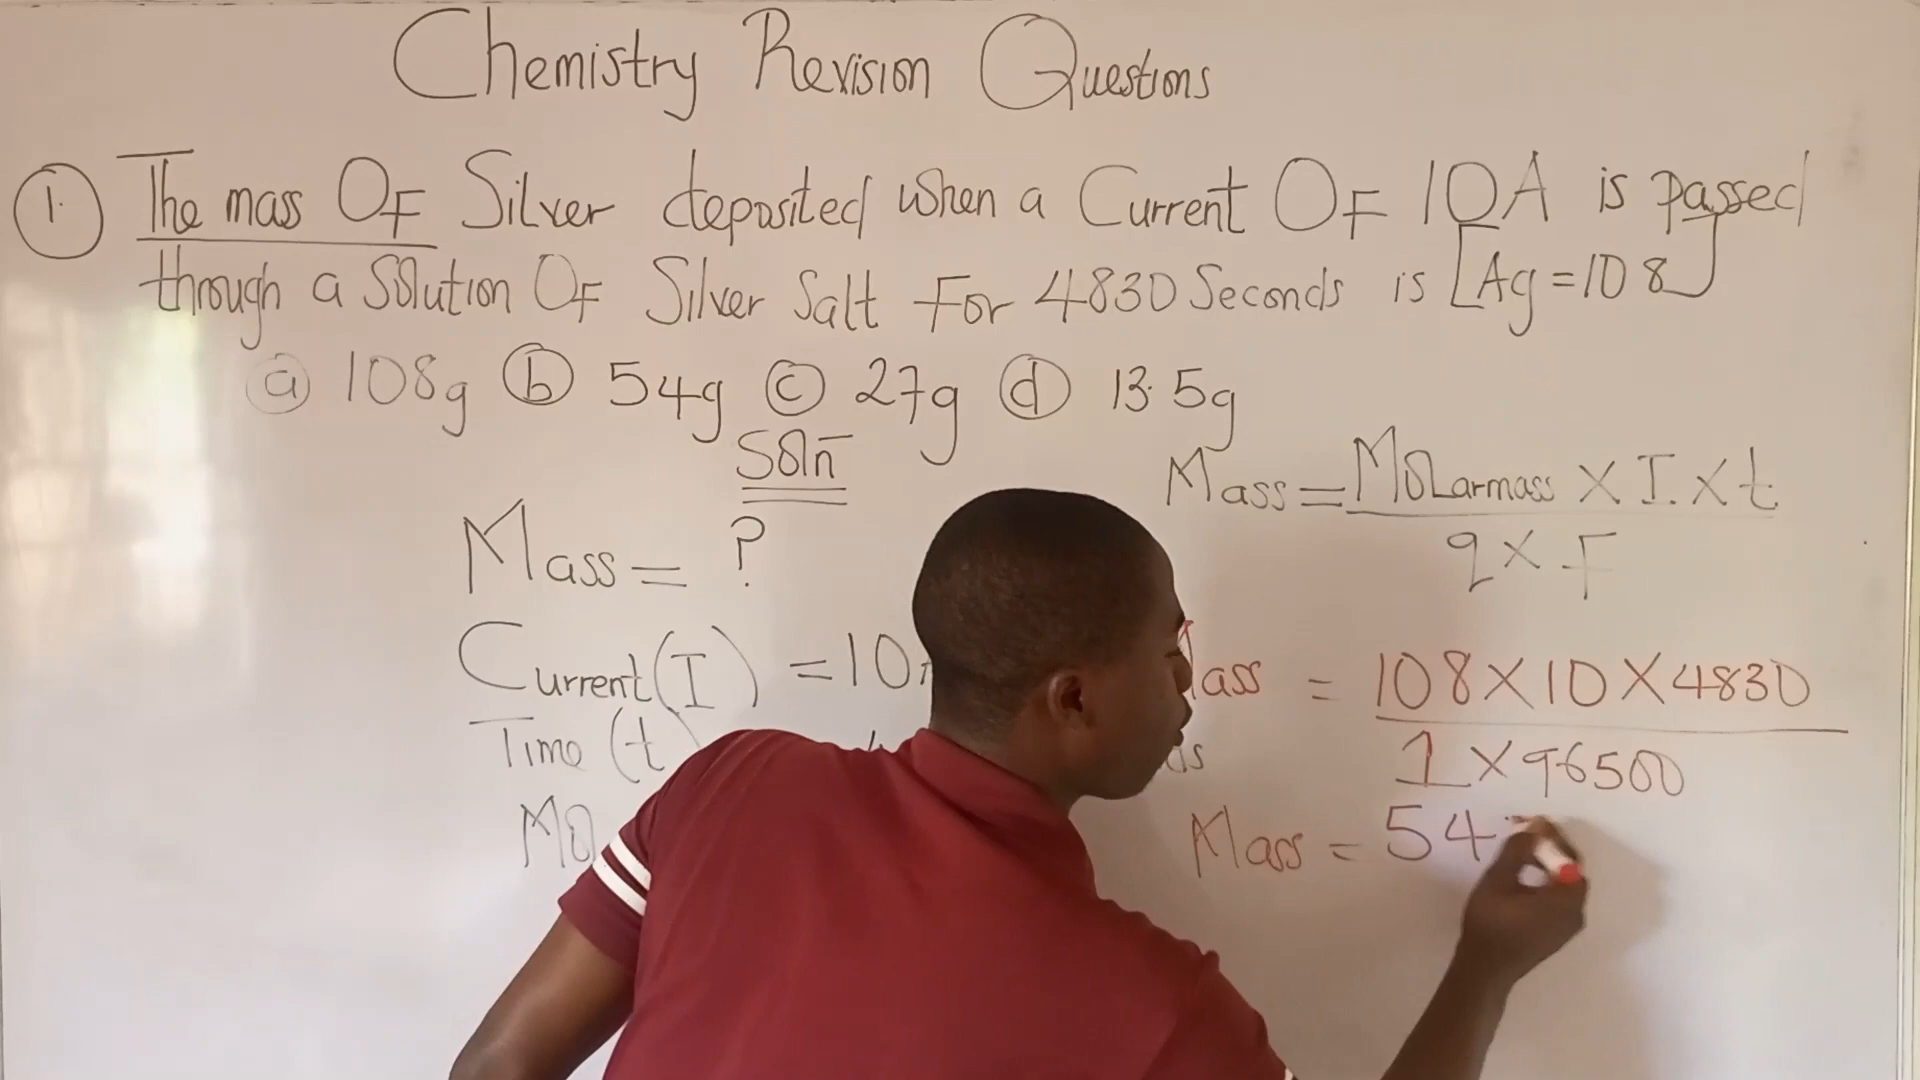 Chemistry Revision Questions
1. The mass OF Silver deposited when a Current OF 10A is passed
through a Solution OF Silver Salt For 4830 Seconds is [Ag = 108]
a 108g b 54g c 27g d 13.5g
Soln
Mass = ?
Current (I) = 10
Time (t)
Mo
Mass = Molarmass X I X t
q X F
Mass = 108 X 10 X 4830
1 X 96500
Mass = 54